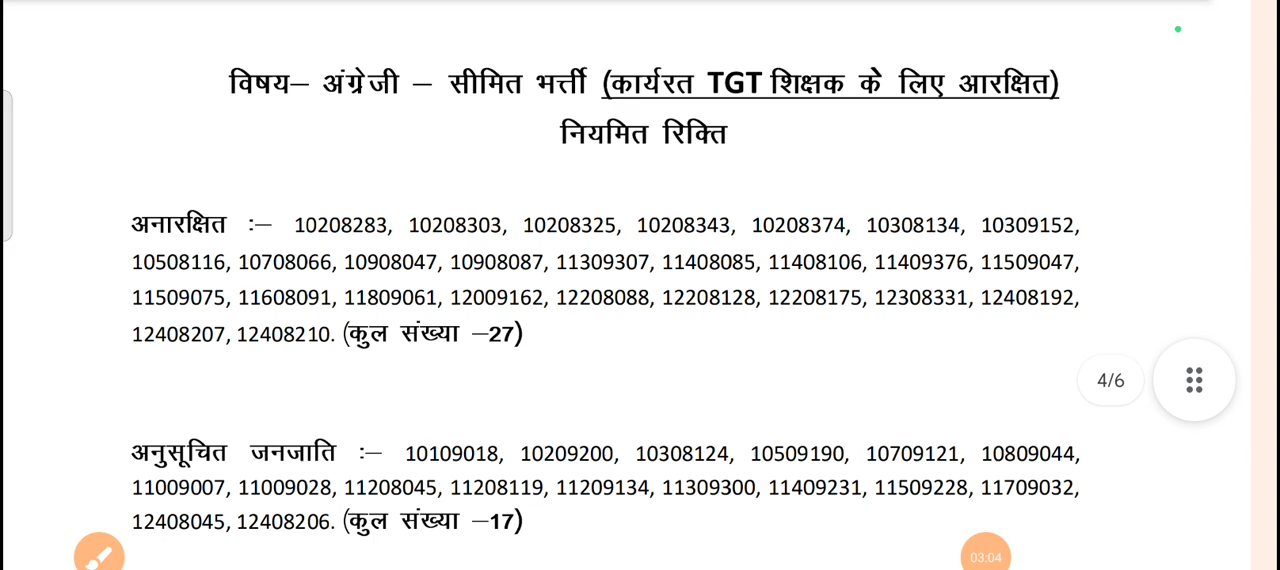 विषय– अंग्रेजी – सीमित भर्त्ती (कार्यरत TGT शिक्षक के लिए आरक्षित)
नियमित रिक्ति
अनारक्षित :– 10208283, 10208303, 10208325, 10208343, 10208374, 10308134, 10309152,
10508116, 10708066, 10908047, 10908087, 11309307, 11408085, 11408106, 11409376, 11509047,
11509075, 11608091, 11809061, 12009162, 12208088, 12208128, 12208175, 12308331, 12408192,
12408207, 12408210. (कुल संख्या –27)
4/6
अनुसूचित जनजाति :– 10109018, 10209200, 10308124, 10509190, 10709121, 10809044,
11009007, 11009028, 11208045, 11208119, 11209134, 11309300, 11409231, 11509228, 11709032,
12408045, 12408206. (कुल संख्या –17)
03:04